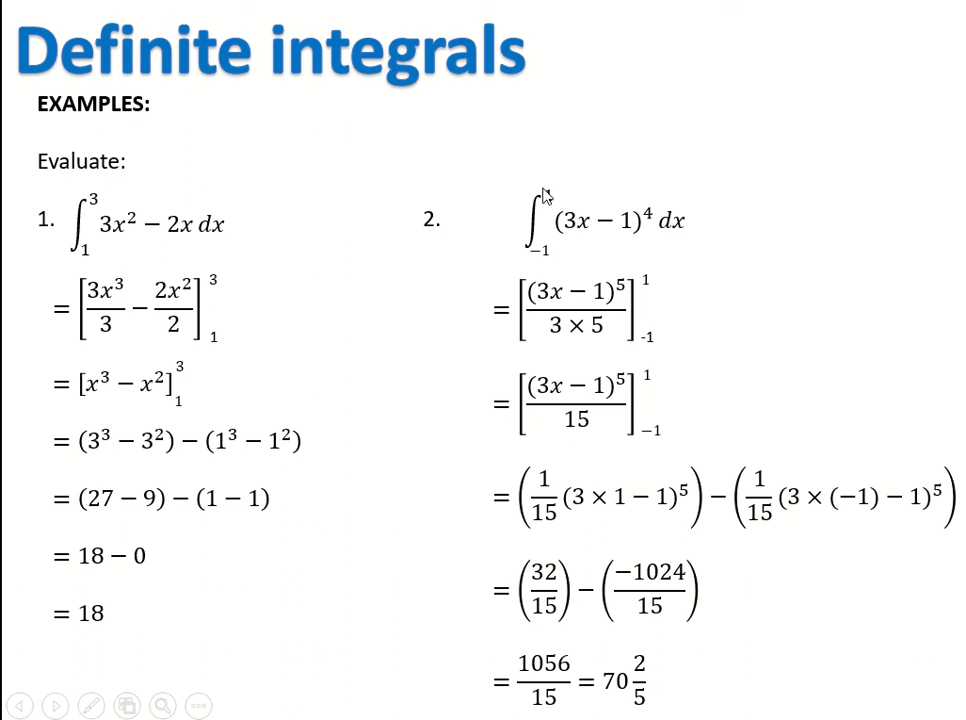 Definite integrals
EXAMPLES:
Evaluate:
1. ∫₁³ 3x² − 2x dx
= [3x³/3 − 2x²/2]₁³
= [x³ − x²]₁³
= (3³ − 3²) − (1³ − 1²)
= (27 − 9) − (1 − 1)
= 18 − 0
= 18
2. ∫₋₁ (3x − 1)⁴ dx
= [(3x − 1)⁵/(3 × 5)]₋₁¹
= [(3x − 1)⁵/15]₋₁¹
= (1/15 (3 × 1 − 1)⁵) − (1/15 (3 × (−1) − 1)⁵)
= (32/15) − (−1024/15)
= 1056/15 = 70 2/5